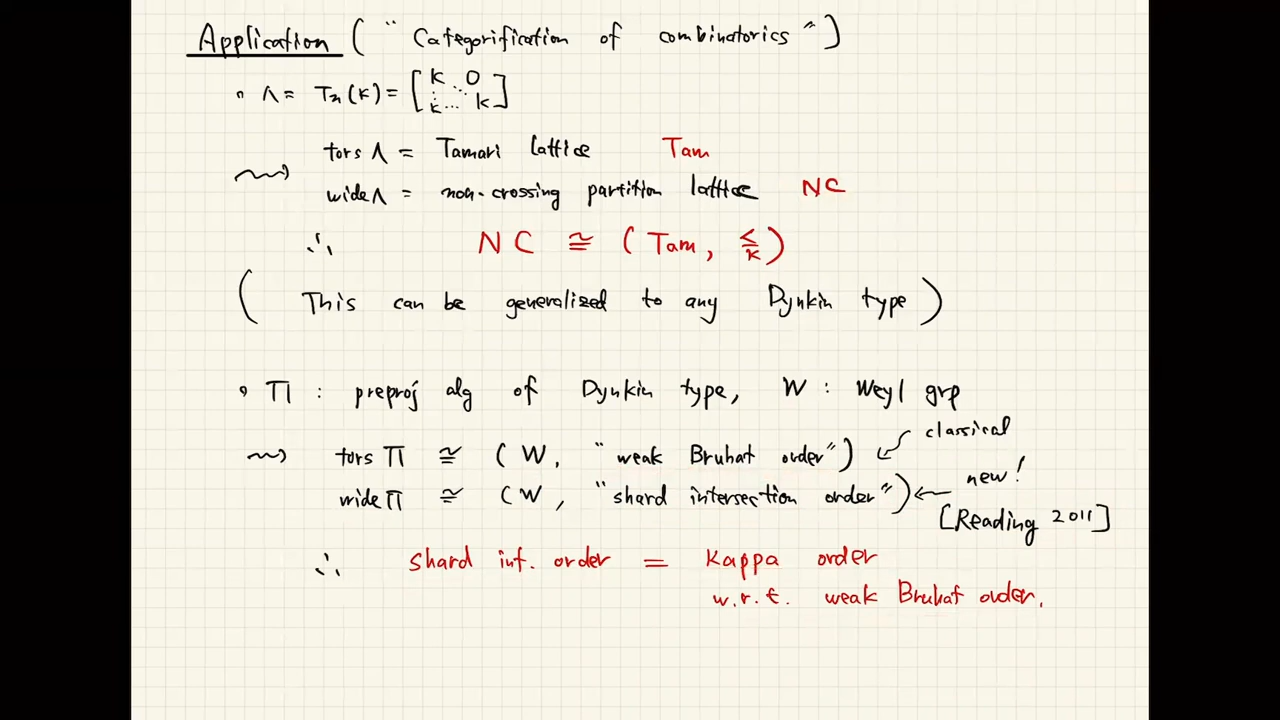 Application ( " Categorification of combinatorics " )
• Λ = Tn(k) = [ k 0
⋮ ⋱
k ... k ]
⇝ tors Λ = Tamari lattice Tam
wide Λ = non-crossing partition lattice NC
∴ NC ≅ ( Tam, ≤κ )
( This can be generalized to any Dynkin type )
• Π : preproj alg of Dynkin type, W : Weyl grp
classical
⇝ tors Π ≅ ( W, "weak Bruhat order" )
new!
wide Π ≅ ( W, "shard intersection order" ) ←
[Reading 2011]
∴ shard int. order = kappa order
w.r.t. weak Bruhat order.